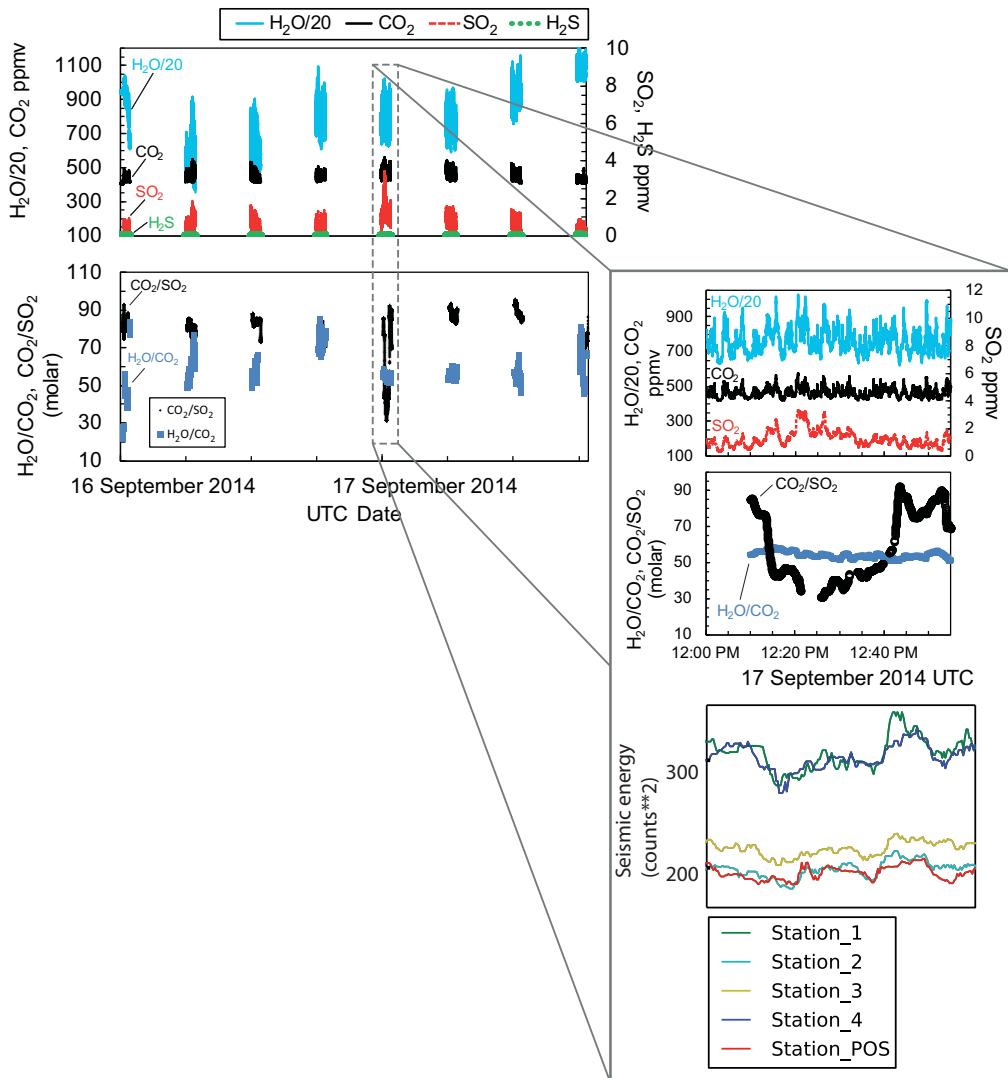 H₂O/20 CO₂ SO₂ H₂S
H₂O/20, CO₂ ppmv
1100
900
700
500
300
100
H₂O/20
CO₂
SO₂
H₂S
10
8
6
4
2
0
SO₂, H₂S ppmv
H₂O/CO₂, CO₂/SO₂
(molar)
110
90
70
50
30
10
CO₂/SO₂
H₂O/CO₂
CO₂/SO₂
H₂O/CO₂
16 September 2014 17 September 2014
UTC Date
H₂O/20, CO₂
ppmv
900
700
500
300
100
H₂O/20
CO₂
SO₂
12
10
8
6
4
2
0
SO₂ ppmv
H₂O/CO₂, CO₂/SO₂
(molar)
90
70
50
30
10
CO₂/SO₂
H₂O/CO₂
12:00 PM 12:20 PM 12:40 PM
17 September 2014 UTC
Seismic energy
(counts**2)
300
200
Station_1
Station_2
Station_3
Station_4
Station_POS